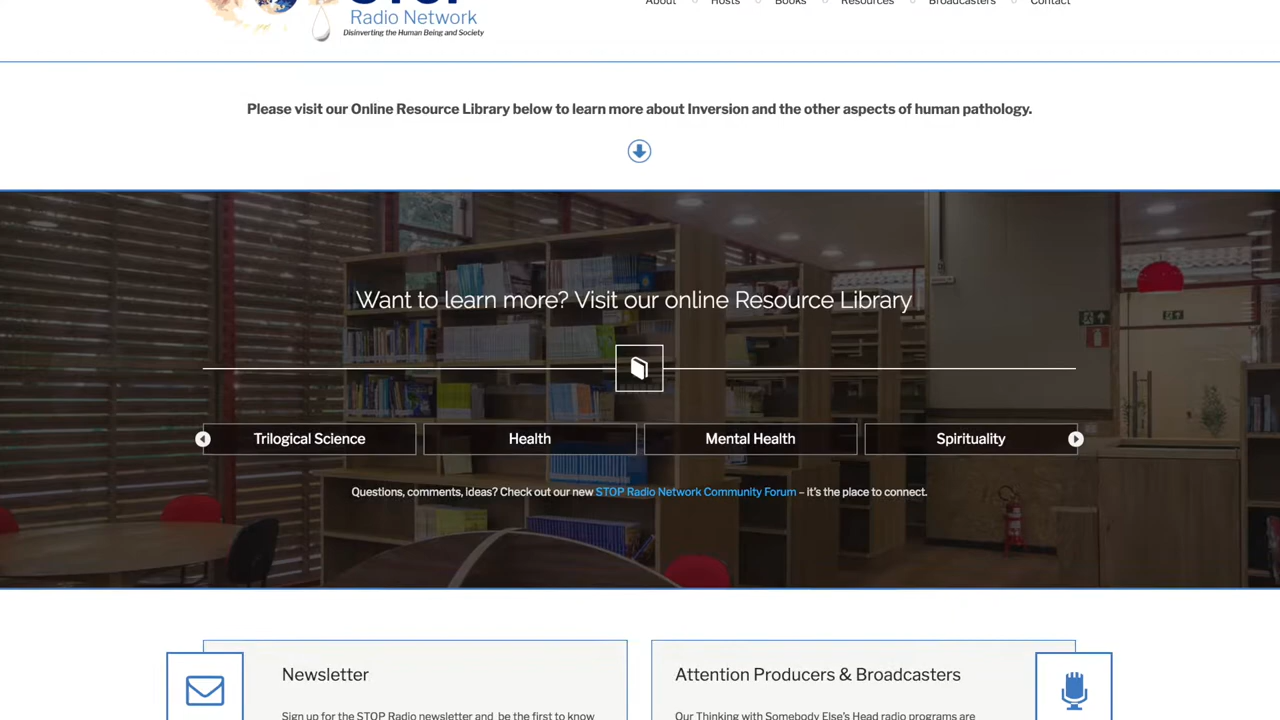 About
Hosts
Books
Resources
Broadcasters
Contact
Radio Network
Disinverting the Human Being and Society
Please visit our Online Resource Library below to learn more about Inversion and the other aspects of human pathology.
Want to learn more? Visit our online Resource Library
Trilogical Science
Health
Mental Health
Spirituality
Questions, comments, ideas? Check out our new STOP Radio Network Community Forum – it's the place to connect.
Newsletter
Sign up for the STOP Radio newsletter and be the first to know
Attention Producers & Broadcasters
Our Thinking with Somebody Else's Head radio programs are